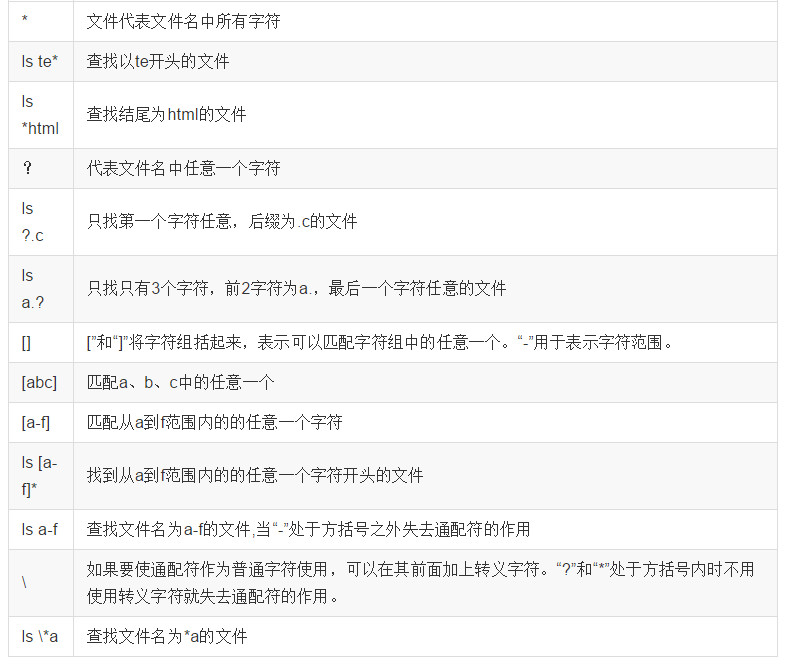 *
文件代表文件名中所有字符
ls te*
查找以te开头的文件
ls
*html
查找结尾为html的文件
?
代表文件名中任意一个字符
ls
?.c
只找第一个字符任意，后缀为.c的文件
ls
a.?
只找只有3个字符，前2字符为a.，最后一个字符任意的文件
[]
[”和“]”将字符组括起来，表示可以匹配字符组中的任意一个。“-”用于表示字符范围。
[abc]
匹配a、b、c中的任意一个
[a-f]
匹配从a到f范围内的的任意一个字符
ls [a-
f]*
找到从a到f范围内的的任意一个字符开头的文件
ls a-f
查找文件名为a-f的文件,当“-”处于方括号之外失去通配符的作用
\
如果要使通配符作为普通字符使用，可以在其前面加上转义字符。“?”和“*”处于方括号内时不用
使用转义字符就失去通配符的作用。
ls \*a
查找文件名为*a的文件